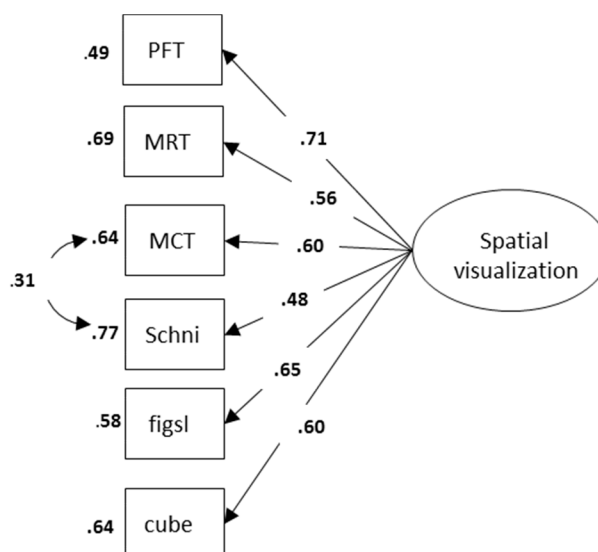 .49
PFT
.71
.69
MRT
.56
.64
MCT
.60
Spatial
visualization
.31
.77
Schni
.48
.58
figsl
.65
.64
cube
.60